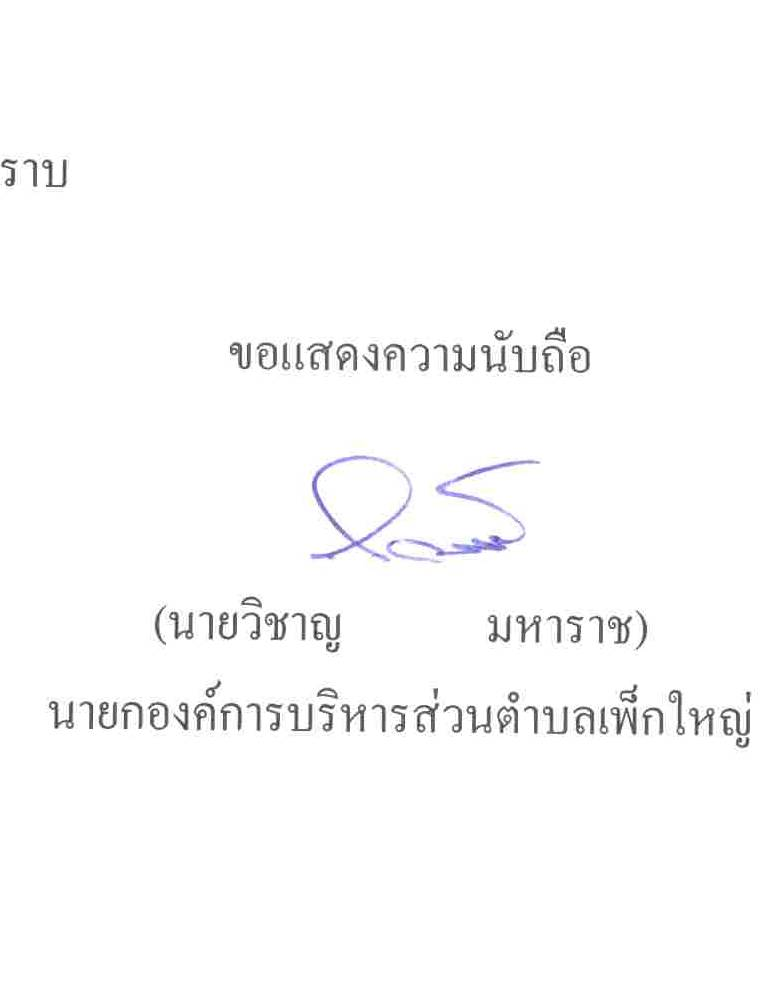 ราบ
ขอแสดงความนับถือ
(นายวิชาญ มหาราช)
นายกองค์การบริหารส่วนตำบลเพ็กใหญ่